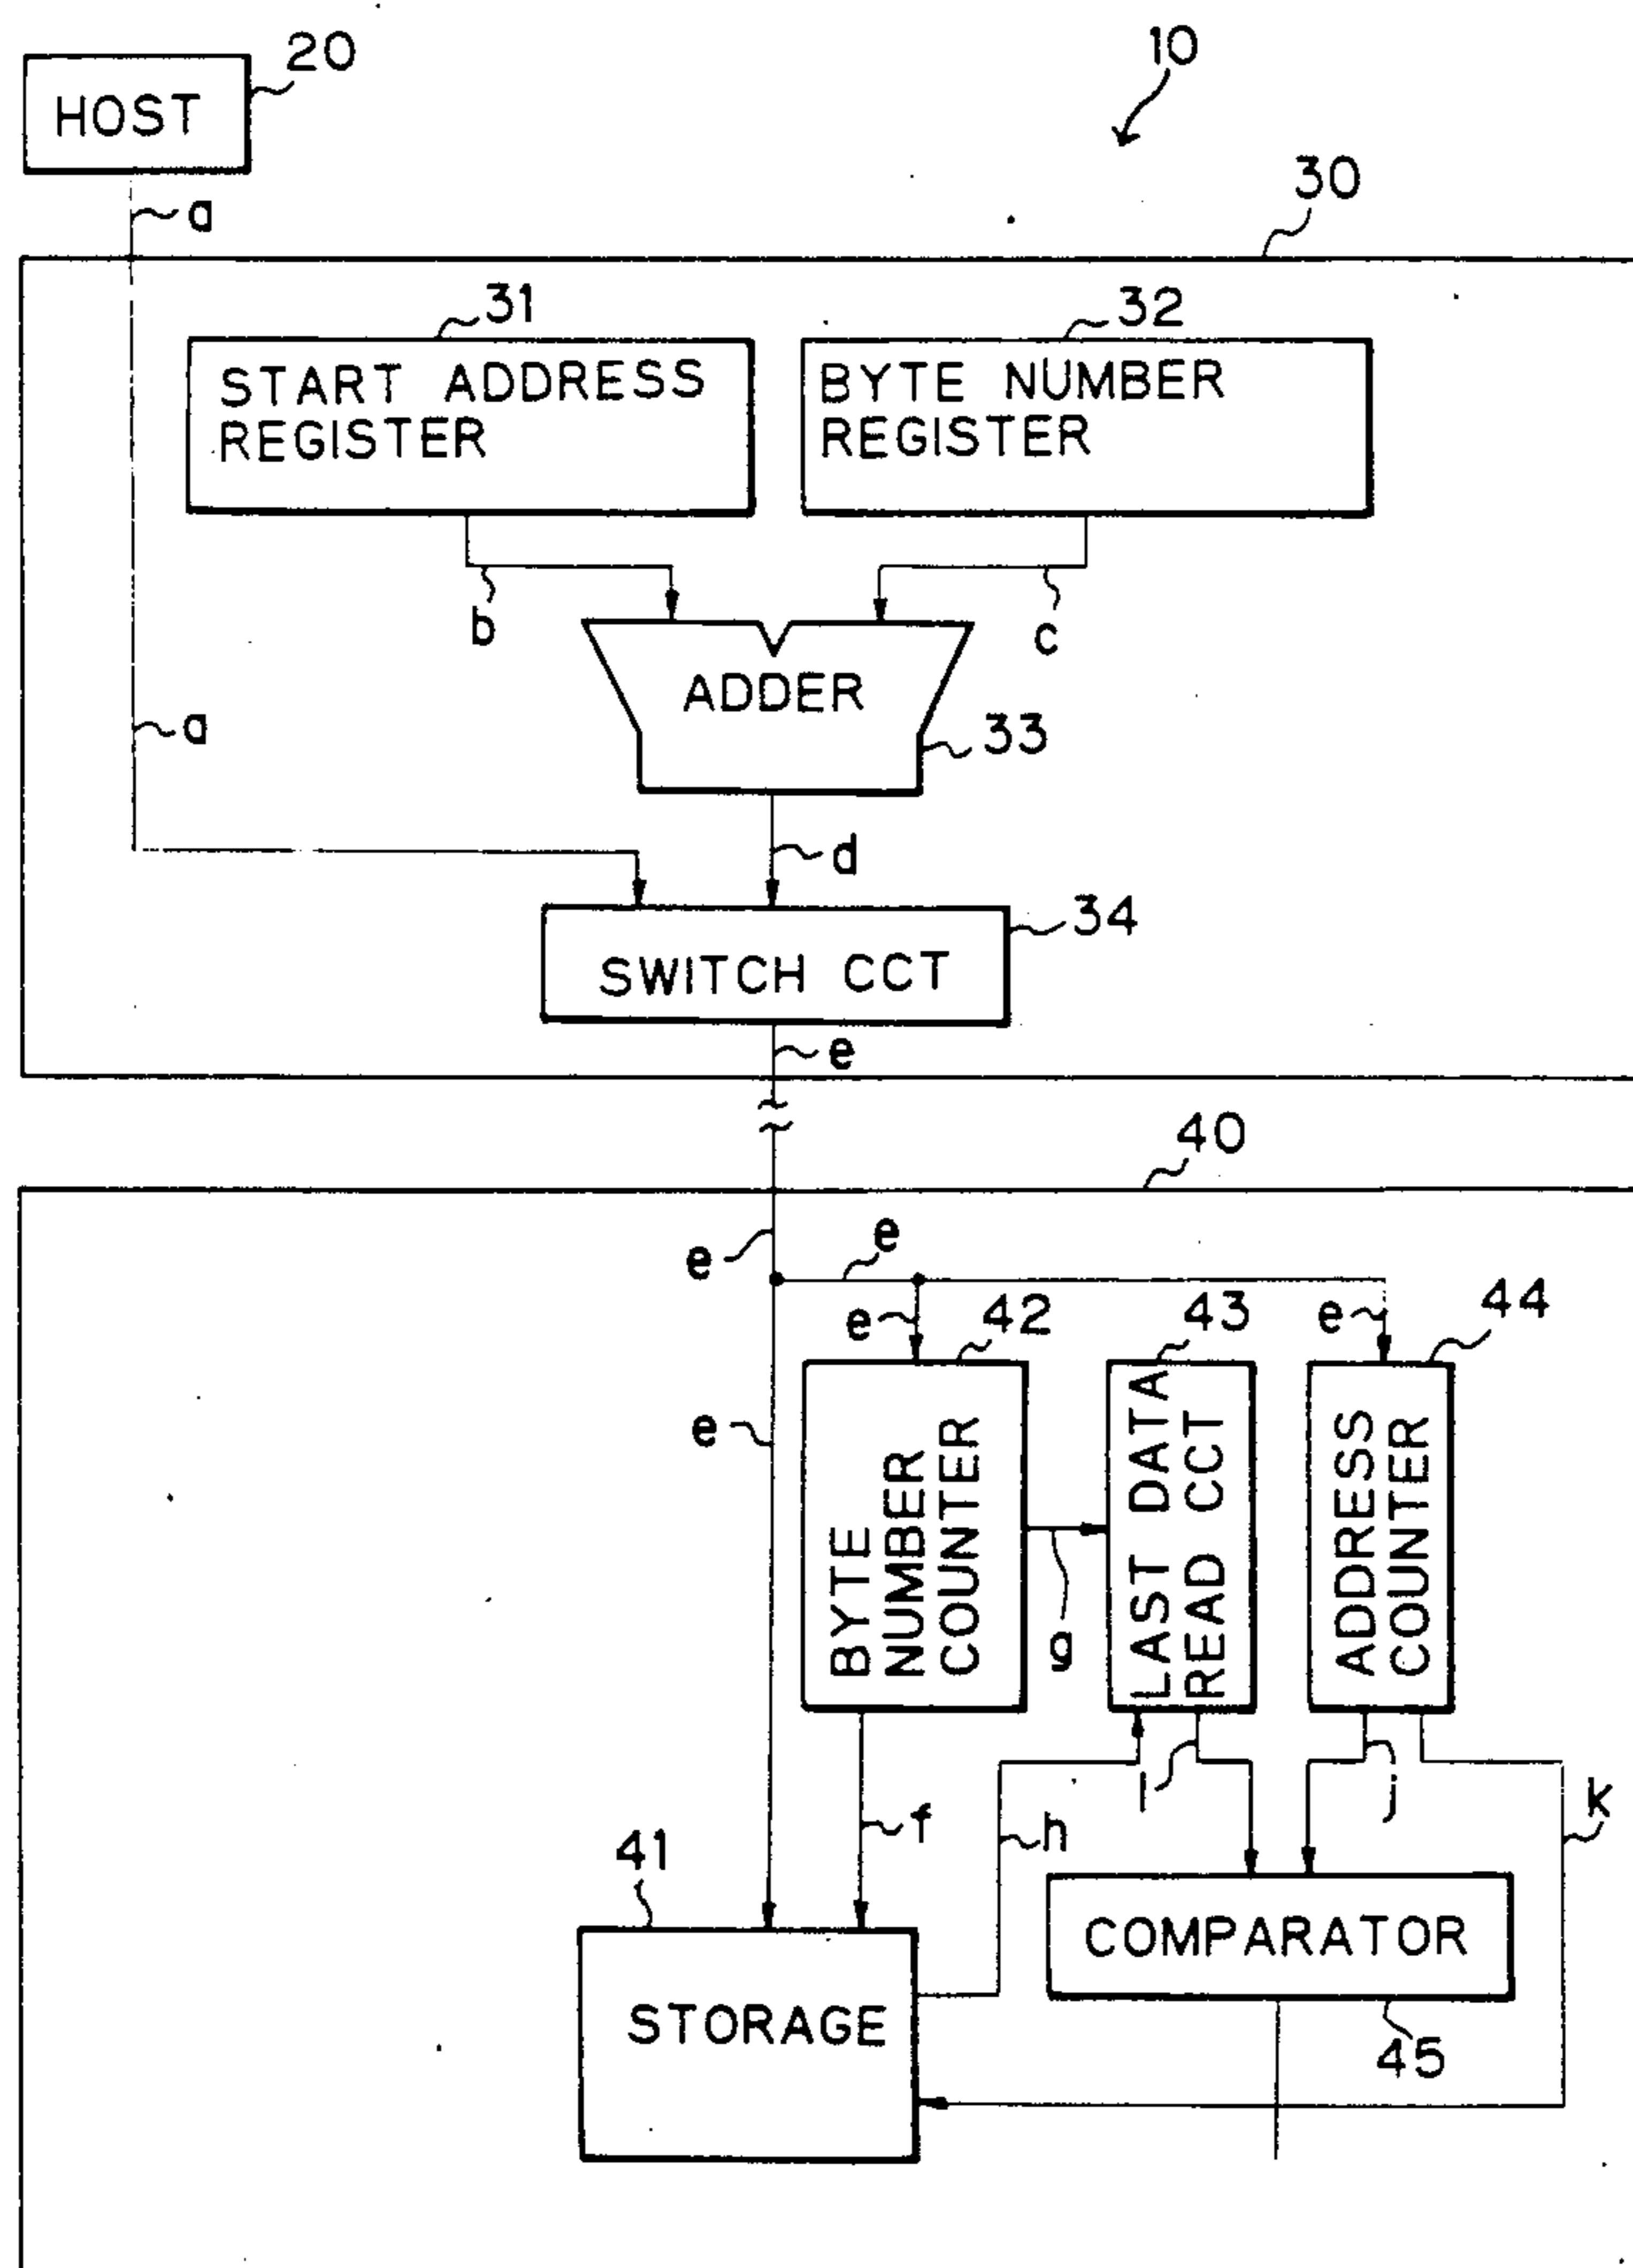 20
10
HOST
a
30
31
32
START ADDRESS
REGISTER
BYTE NUMBER
REGISTER
b
c
ADDER
a
33
d
34
SWITCH CCT
e
40
e
e
e
42
43
e
44
e
BYTE
NUMBER
COUNTER
LAST DATA
READ CCT
ADDRESS
COUNTER
g
i
j
k
f
h
41
COMPARATOR
STORAGE
45